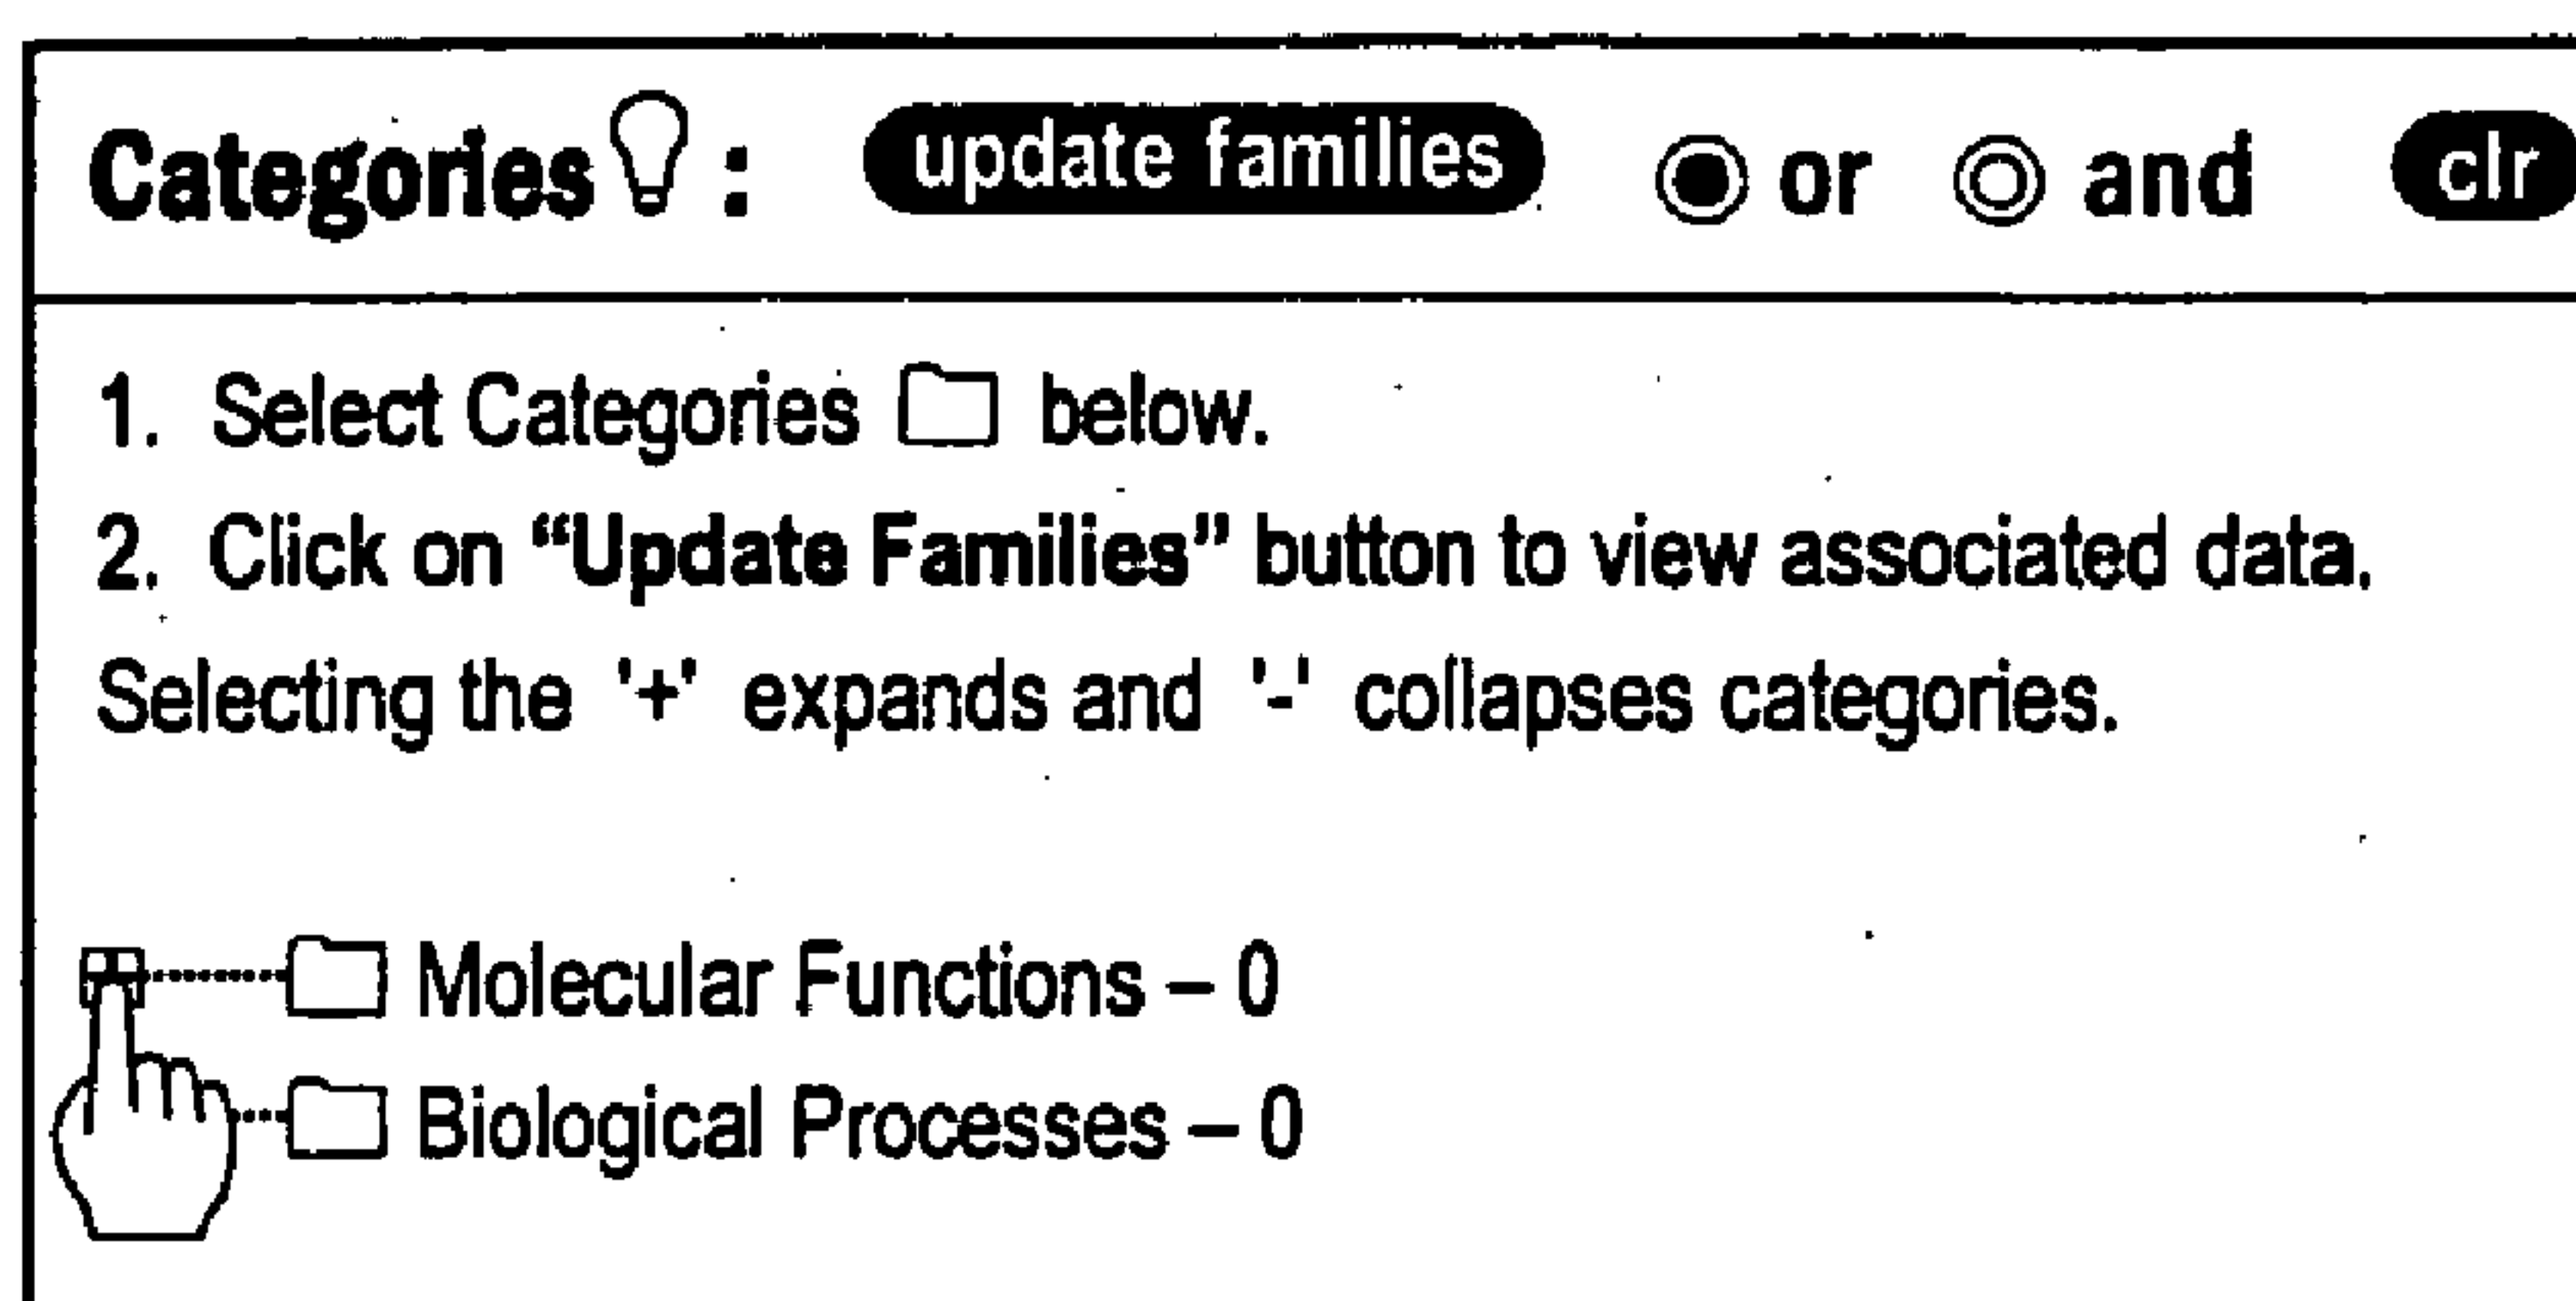 Categories : update families or and clr
1. Select Categories below.
2. Click on “Update Families” button to view associated data.
Selecting the '+' expands and '-' collapses categories.
Molecular Functions – 0
Biological Processes – 0